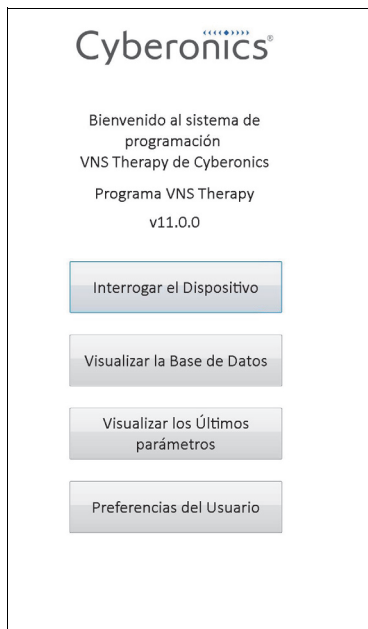 Cyberonics®
Bienvenido al sistema de
programación
VNS Therapy de Cyberonics
Programa VNS Therapy
v11.0.0
Interrogar el Dispositivo
Visualizar la Base de Datos
Visualizar los Últimos
parámetros
Preferencias del Usuario